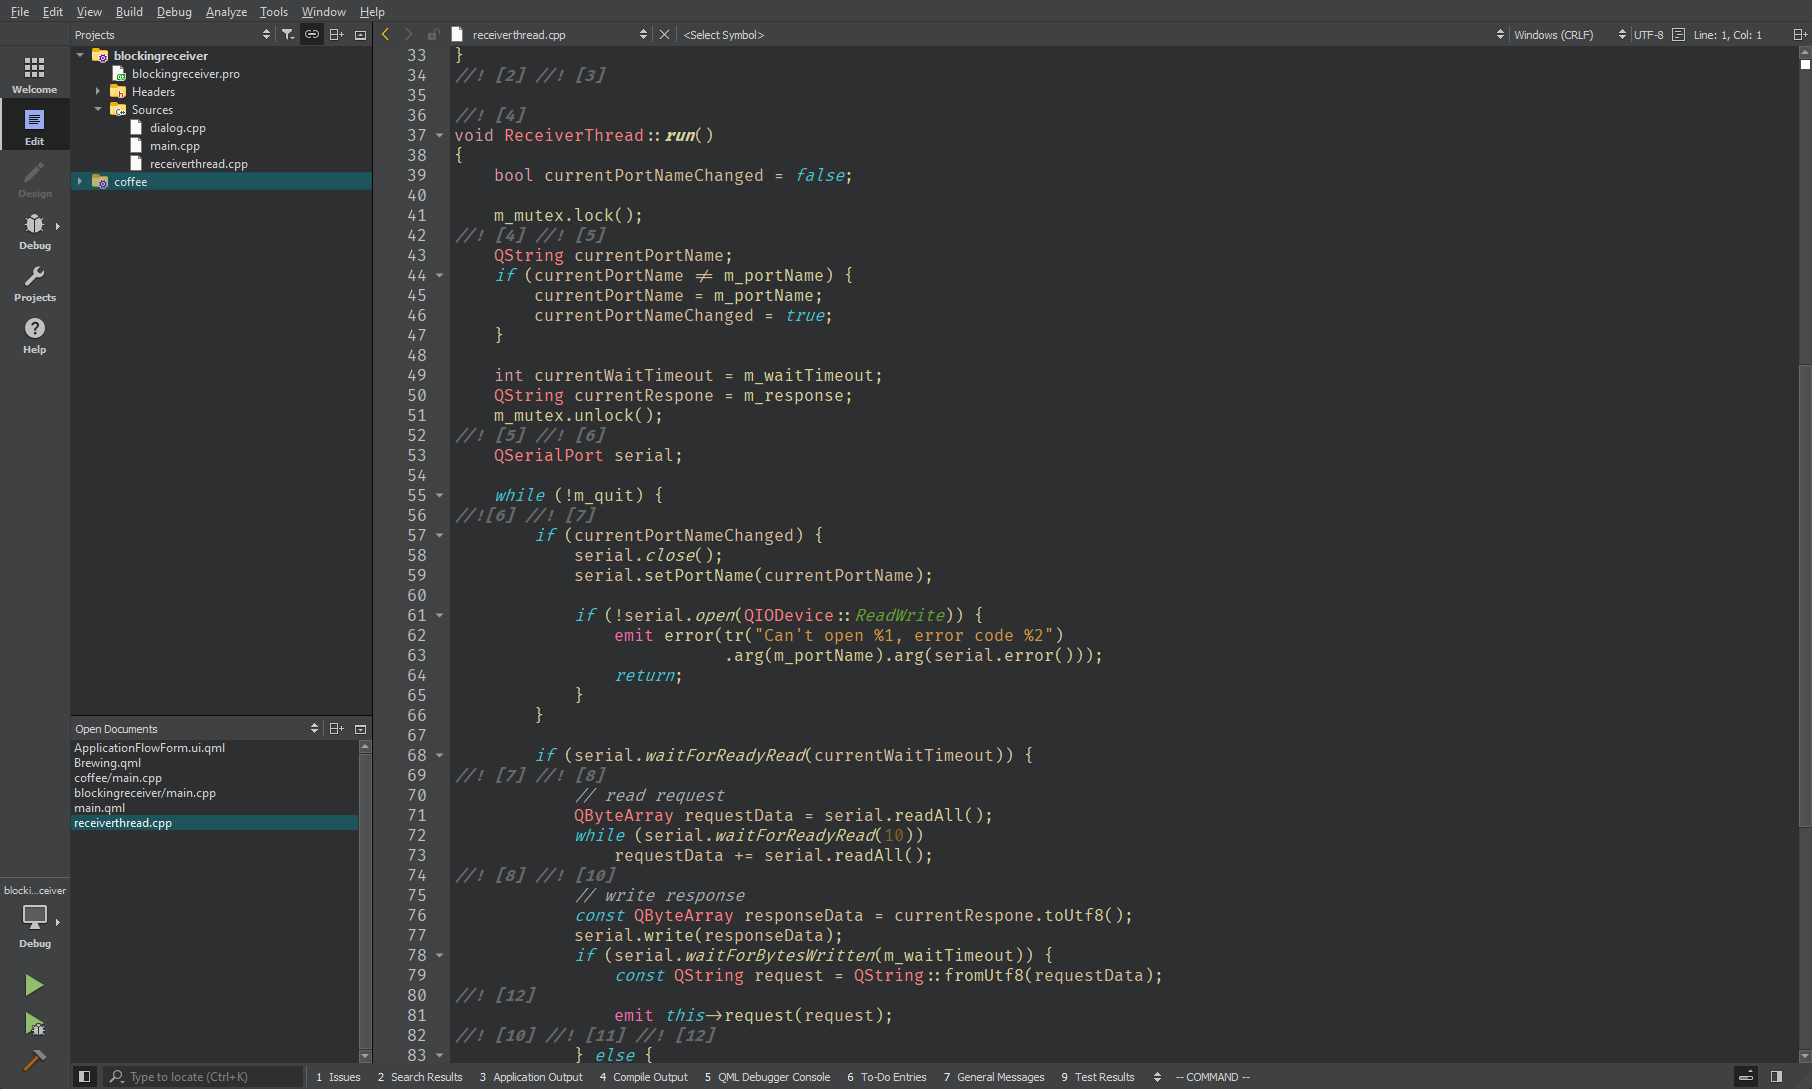 File Edit View Build Debug Analyze Tools Window Help
Projects
receiverthread.cpp
<Select Symbol>
Windows (CRLF)
UTF-8
Line: 1, Col: 1
Welcome
Edit
Design
Debug
Projects
Help
blockingreceiver
blockingreceiver.pro
Headers
Sources
dialog.cpp
main.cpp
receiverthread.cpp
coffee
Open Documents
ApplicationFlowForm.ui.qml
Brewing.qml
coffee/main.cpp
blockingreceiver/main.cpp
main.qml
receiverthread.cpp
blocki...ceiver
Debug
33 }
34 //! [2] //! [3]
35
36 //! [4]
37 void ReceiverThread::run()
38 {
39     bool currentPortNameChanged = false;
40
41     m_mutex.lock();
42 //! [4] //! [5]
43     QString currentPortName;
44     if (currentPortName ≠ m_portName) {
45         currentPortName = m_portName;
46         currentPortNameChanged = true;
47     }
48
49     int currentWaitTimeout = m_waitTimeout;
50     QString currentRespone = m_response;
51     m_mutex.unlock();
52 //! [5] //! [6]
53     QSerialPort serial;
54
55     while (!m_quit) {
56 //![6] //! [7]
57         if (currentPortNameChanged) {
58             serial.close();
59             serial.setPortName(currentPortName);
60
61             if (!serial.open(QIODevice::ReadWrite)) {
62                 emit error(tr("Can't open %1, error code %2")
63                            .arg(m_portName).arg(serial.error()));
64                 return;
65             }
66         }
67
68         if (serial.waitForReadyRead(currentWaitTimeout)) {
69 //! [7] //! [8]
70             // read request
71             QByteArray requestData = serial.readAll();
72             while (serial.waitForReadyRead(10))
73                 requestData += serial.readAll();
74 //! [8] //! [10]
75             // write response
76             const QByteArray responseData = currentRespone.toUtf8();
77             serial.write(responseData);
78             if (serial.waitForBytesWritten(m_waitTimeout)) {
79                 const QString request = QString::fromUtf8(requestData);
80 //! [12]
81                 emit this→request(request);
82 //! [10] //! [11] //! [12]
83             } else {
Type to locate (Ctrl+K)
1 Issues 2 Search Results 3 Application Output 4 Compile Output 5 QML Debugger Console 6 To-Do Entries 7 General Messages 9 Test Results -- COMMAND --